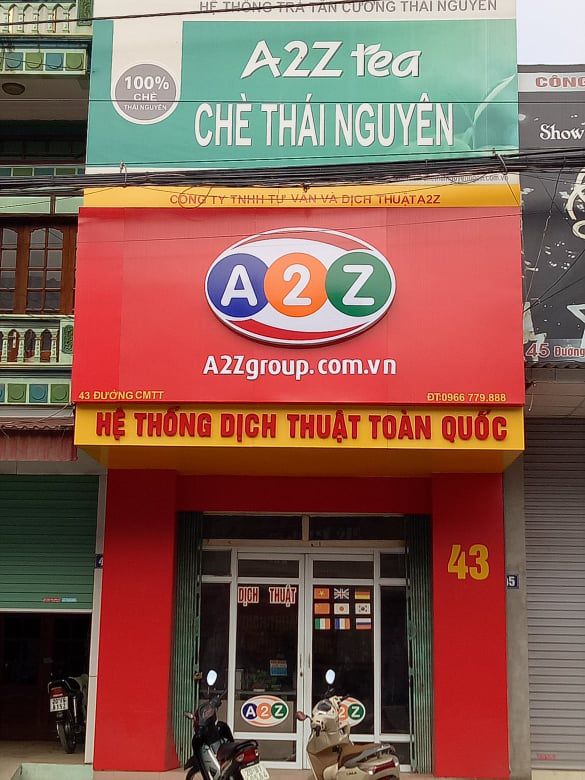 HỆ THỐNG TRÀ TÂN CƯƠNG THÁI NGUYÊN
A2Z tea
100%
CHÈ
THÁI NGUYÊN
CHÈ THÁI NGUYÊN
CÔNG
Show
CÔNG TY TNHH TƯ VẤN VÀ DỊCH THUẬT A2Z
A2Z
A2Zgroup.com.vn
43 ĐƯỜNG CMTT
ĐT:0966 779.888
45 Đường
HỆ THỐNG DỊCH THUẬT TOÀN QUỐC
43
DỊCH THUẬT
A2Z
A2Z